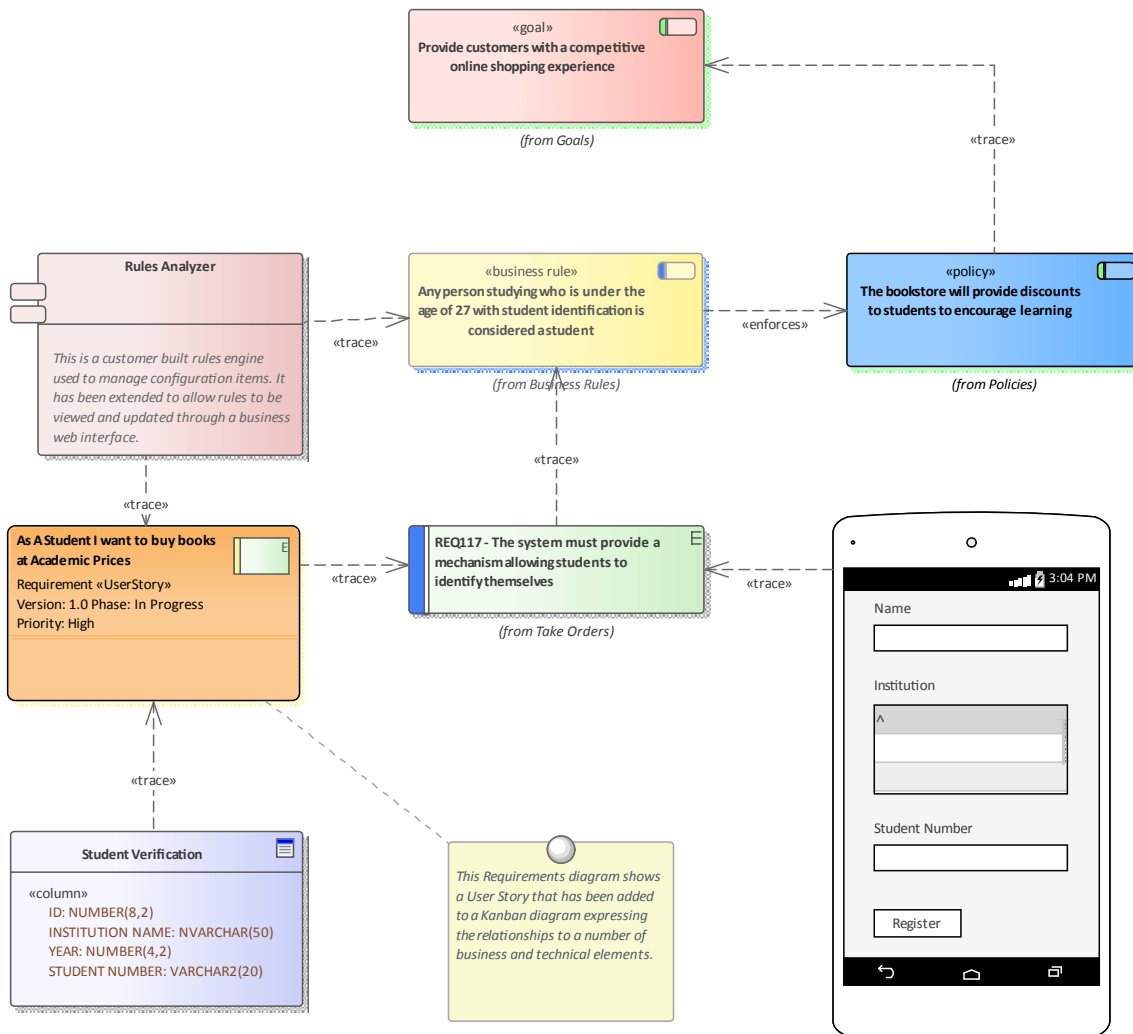 «goal»
Provide customers with a competitive
online shopping experience
(from Goals)
«trace»
Rules Analyzer
This is a customer built rules engine
used to manage configuration items. It
has been extended to allow rules to be
viewed and updated through a business
web interface.
«trace»
«business rule»
Any person studying who is under the
age of 27 with student identification is
considered a student
(from Business Rules)
«enforces»
«policy»
The bookstore will provide discounts
to students to encourage learning
(from Policies)
«trace»
«trace»
As A Student I want to buy books
at Academic Prices
Requirement «UserStory»
Version: 1.0 Phase: In Progress
Priority: High
E
«trace»
REQ117 - The system must provide a
mechanism allowing students to
identify themselves
E
(from Take Orders)
«trace»
3:04 PM
Name
Institution
^
Student Number
Register
«trace»
Student Verification
«column»
ID: NUMBER(8,2)
INSTITUTION NAME: NVARCHAR(50)
YEAR: NUMBER(4,2)
STUDENT NUMBER: VARCHAR2(20)
This Requirements diagram shows
a User Story that has been added
to a Kanban diagram expressing
the relationships to a number of
business and technical elements.